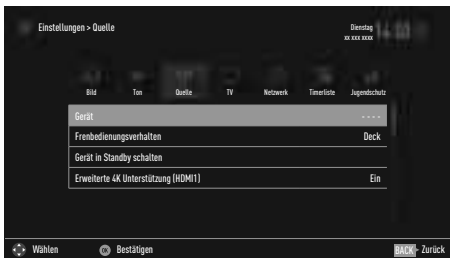 Einstellungen > Quelle
Dienstag
xx xxx xxxx
Bild Ton Quelle TV Netzwerk Timerliste Jugendschutz
Gerät - - - -
Frenbedienungsverhalten Deck
Gerät in Standby schalten
Erweiterte 4K Unterstützung (HDMI1) Ein
Wählen OK Bestätigen BACK Zurück